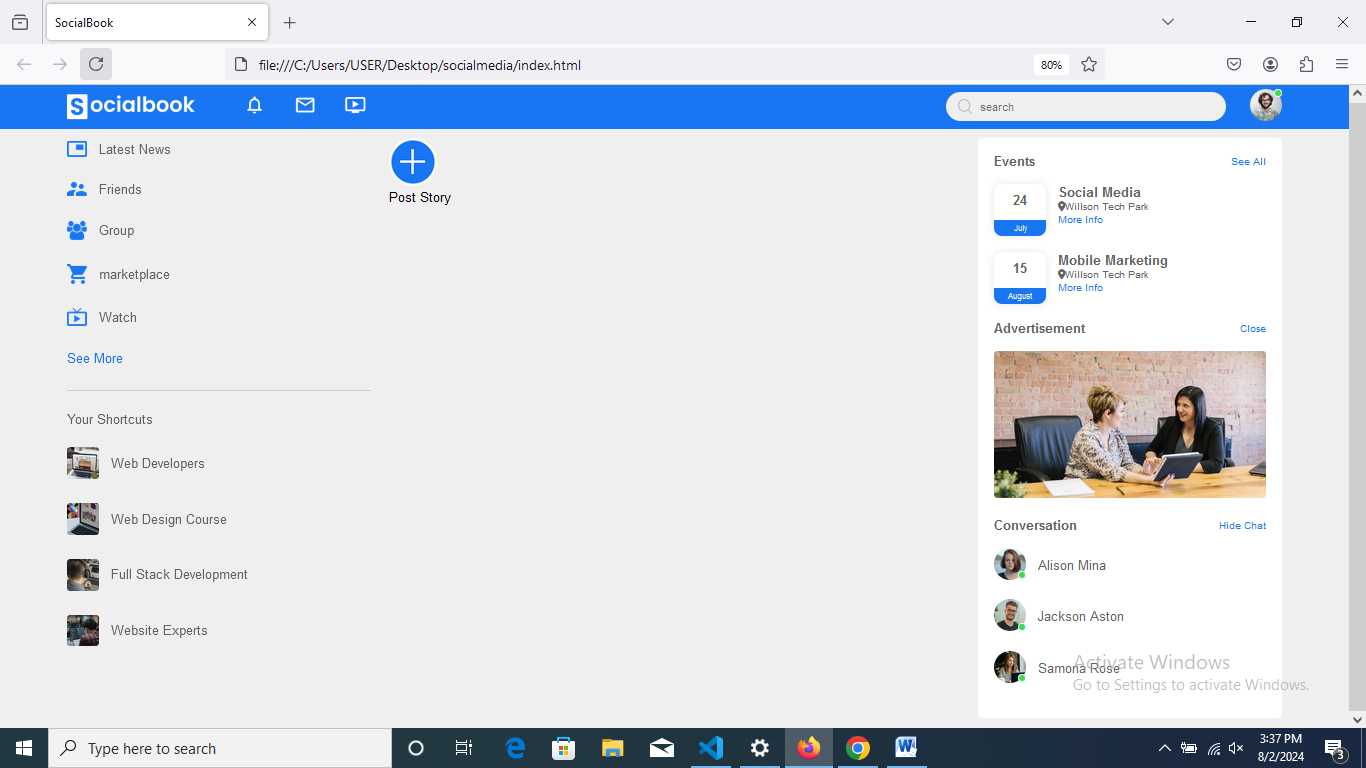 SocialBook
file:///C:/Users/USER/Desktop/socialmedia/index.html
80%
Socialbook
search
Latest News
Friends
Group
marketplace
Watch
See More
Your Shortcuts
Web Developers
Web Design Course
Full Stack Development
Website Experts
Post Story
Events
See All
24
July
Social Media
Willson Tech Park
More Info
15
August
Mobile Marketing
Willson Tech Park
More Info
Advertisement
Close
Conversation
Hide Chat
Alison Mina
Jackson Aston
Samona Rose
Activate Windows
Go to Settings to activate Windows.
Type here to search
3:37 PM
8/2/2024
3